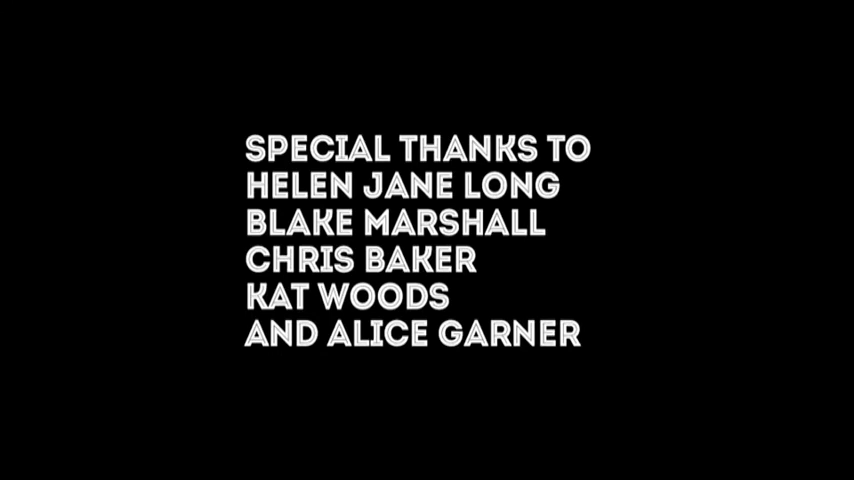 SPECIAL THANKS TO
HELEN JANE LONG
BLAKE MARSHALL
CHRIS BAKER
KAT WOODS
AND ALICE GARNER